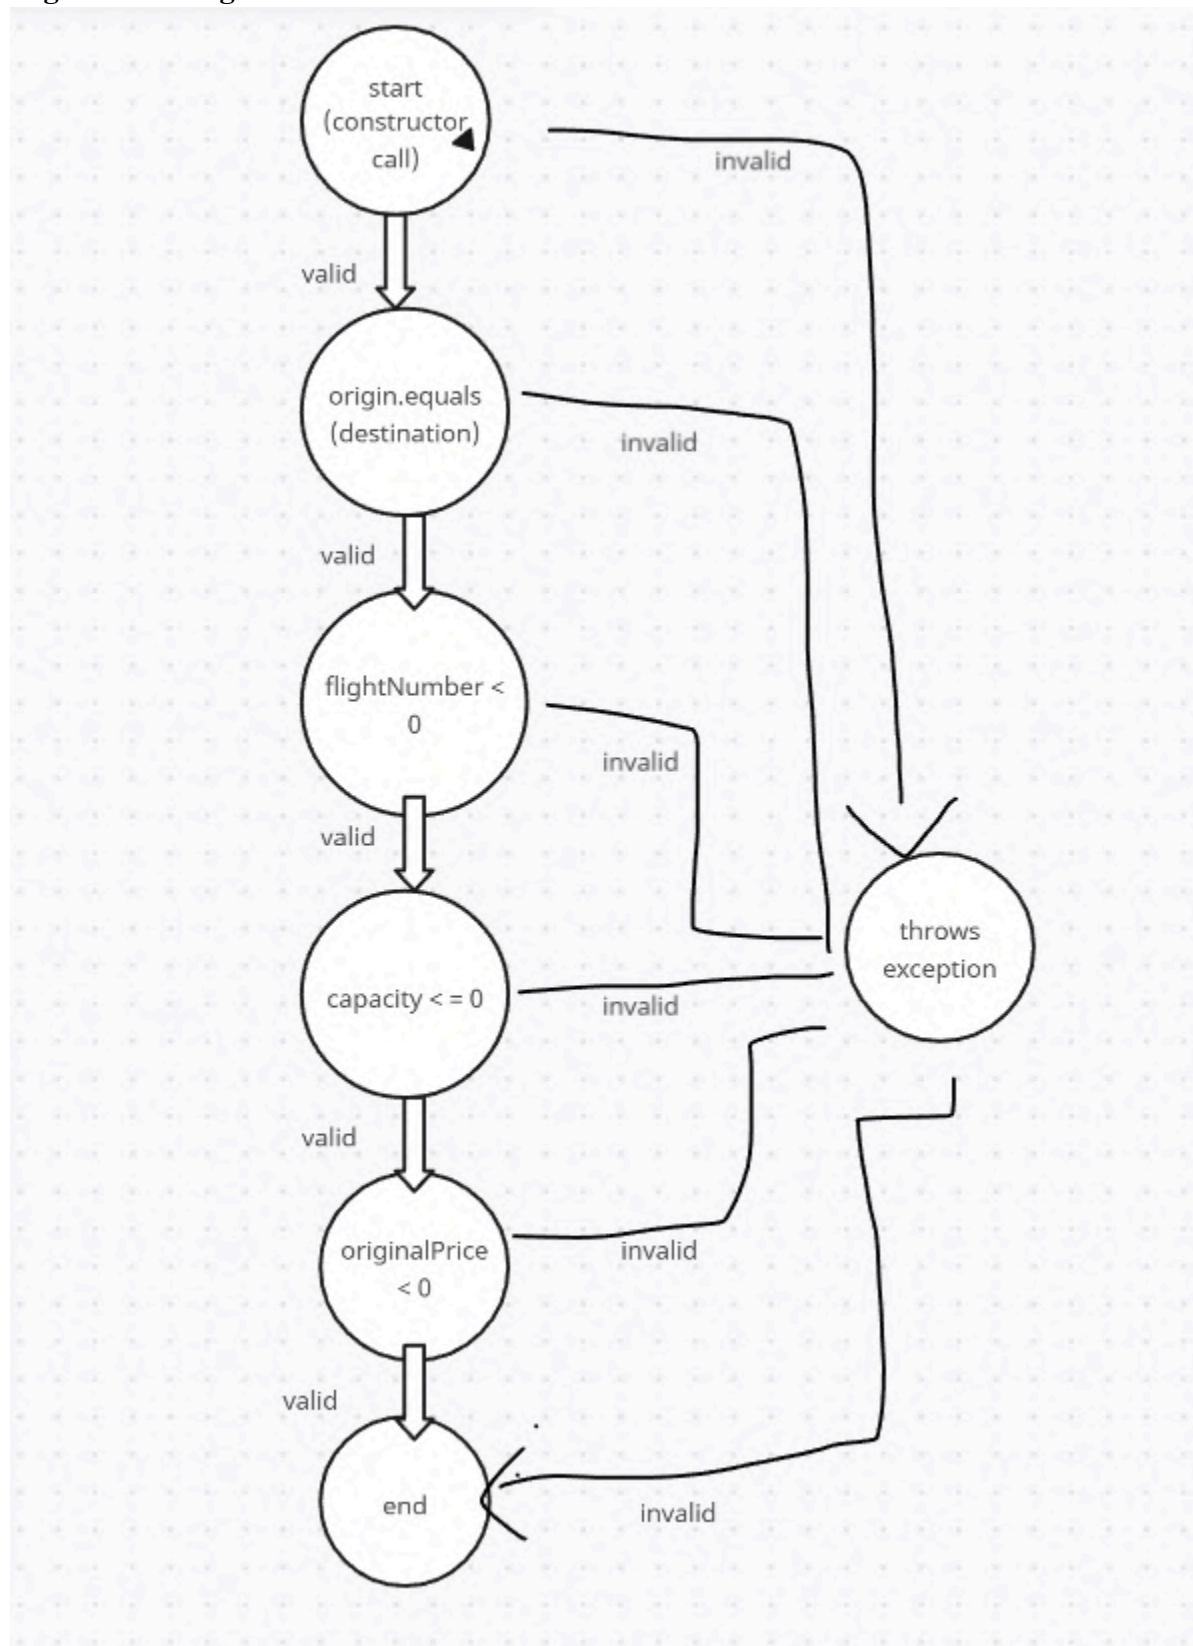 start
(constructor
call)
invalid
valid
origin.equals
(destination)
invalid
valid
flightNumber <
0
invalid
valid
throws
exception
capacity < = 0
invalid
valid
originalPrice
< 0
invalid
valid
end
invalid